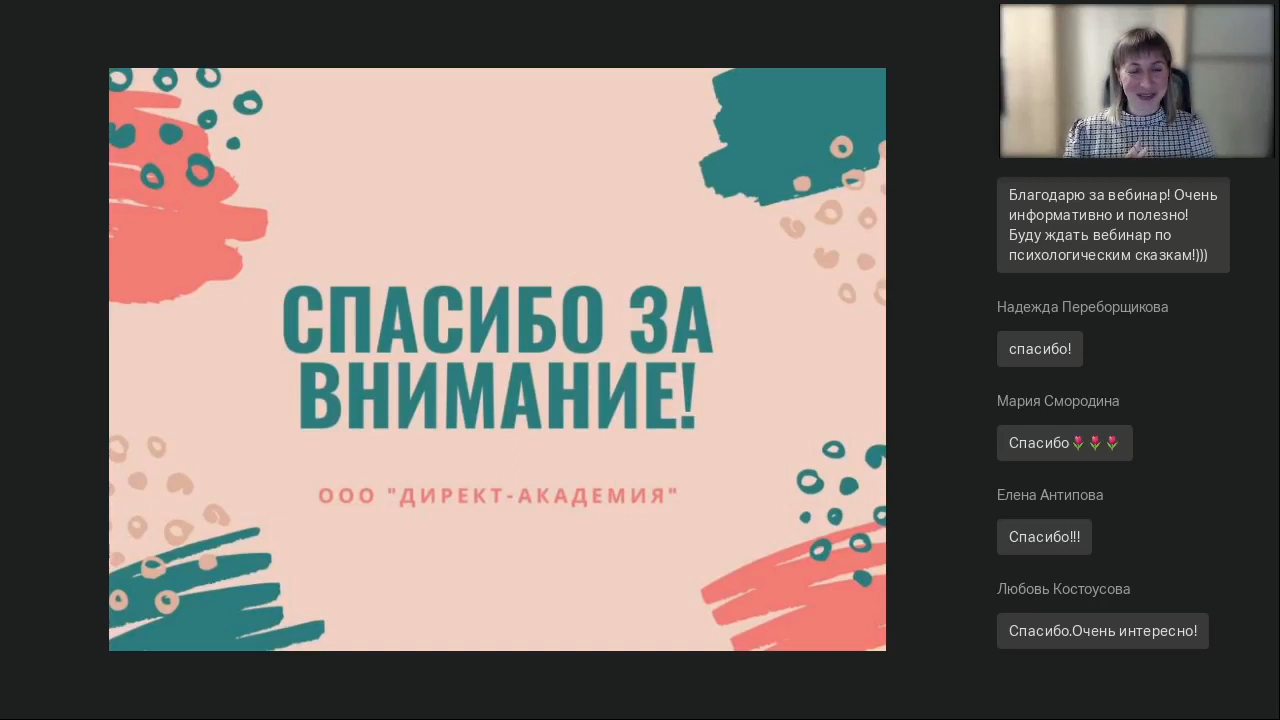 СПАСИБО ЗА
ВНИМАНИЕ!
ООО "ДИРЕКТ-АКАДЕМИЯ"
Благодарю за вебинар! Очень
информативно и полезно!
Буду ждать вебинар по
психологическим сказкам!)))
Надежда Переборщикова
спасибо!
Мария Смородина
Спасибо🌷🌷🌷
Елена Антипова
Спасибо!!!
Любовь Костоусова
Спасибо.Очень интересно!